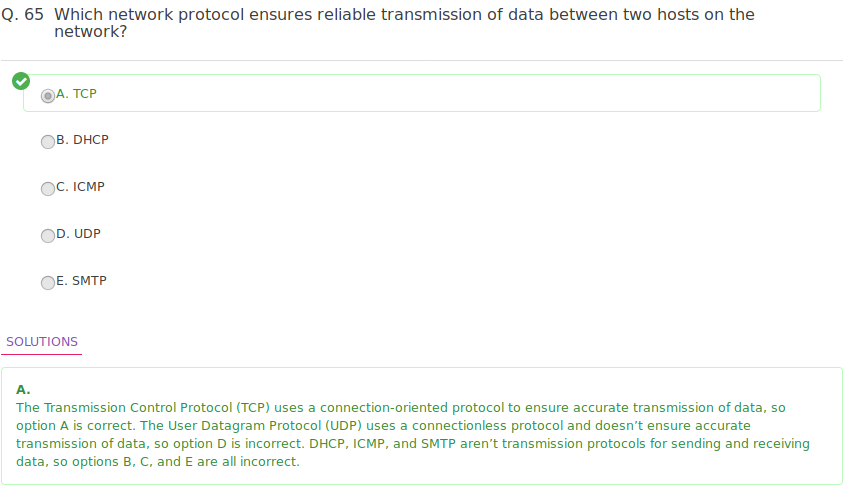 Q. 65 Which network protocol ensures reliable transmission of data between two hosts on the
network?
A. TCP
B. DHCP
C. ICMP
D. UDP
E. SMTP
SOLUTIONS
A.
The Transmission Control Protocol (TCP) uses a connection-oriented protocol to ensure accurate transmission of data, so
option A is correct. The User Datagram Protocol (UDP) uses a connectionless protocol and doesn’t ensure accurate
transmission of data, so option D is incorrect. DHCP, ICMP, and SMTP aren’t transmission protocols for sending and receiving
data, so options B, C, and E are all incorrect.